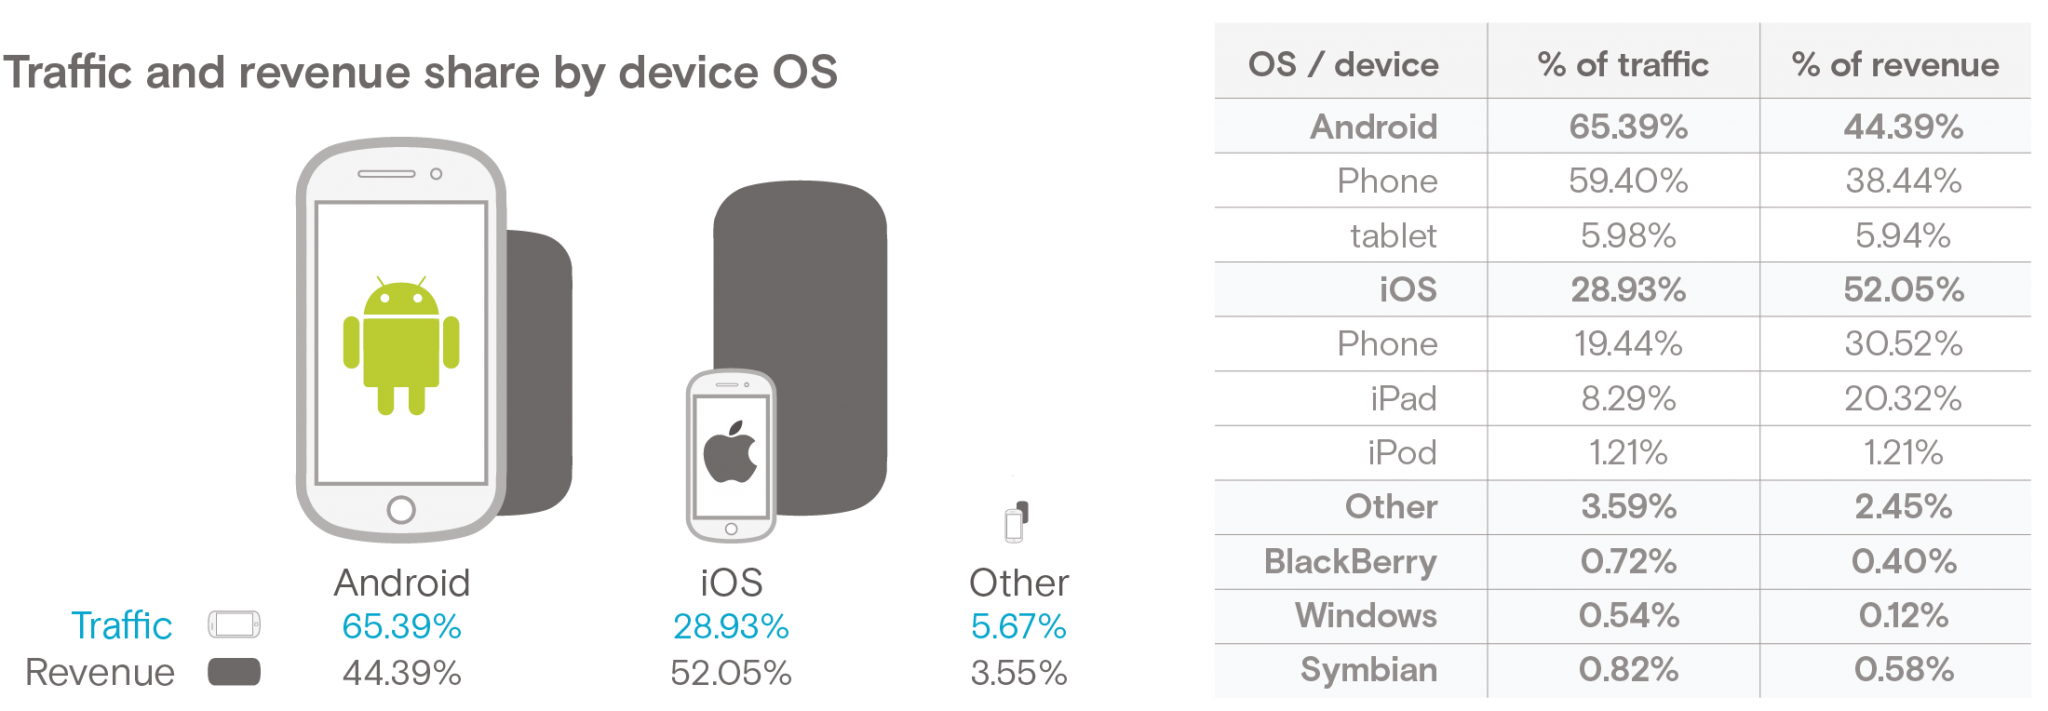 Traffic and revenue share by device OS
Android iOS Other
Traffic 65.39% 28.93% 5.67%
Revenue 44.39% 52.05% 3.55%
OS / device % of traffic % of revenue
Android 65.39% 44.39%
Phone 59.40% 38.44%
tablet 5.98% 5.94%
iOS 28.93% 52.05%
Phone 19.44% 30.52%
iPad 8.29% 20.32%
iPod 1.21% 1.21%
Other 3.59% 2.45%
BlackBerry 0.72% 0.40%
Windows 0.54% 0.12%
Symbian 0.82% 0.58%